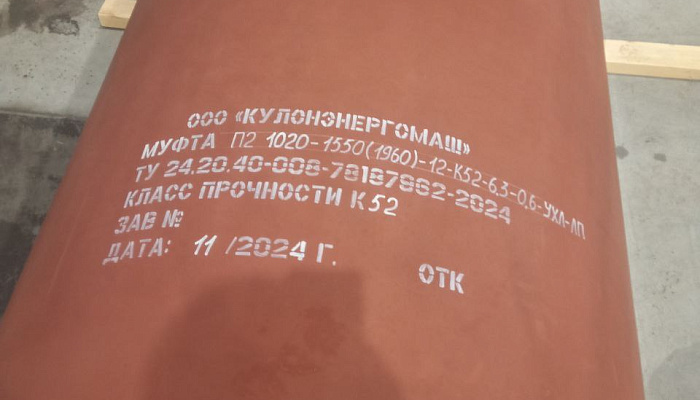 ООО «КУЛОНЭНЕРГОМАШ»
МУФТА П2 1020-1550(1960)-12-К52-6,3-0,6-УХЛ-ЛП
ТУ 24.20.40-008-78187962-2024
КЛАСС ПРОЧНОСТИ К52
ЗАВ №
ДАТА: 11 /2024 Г.
ОТК